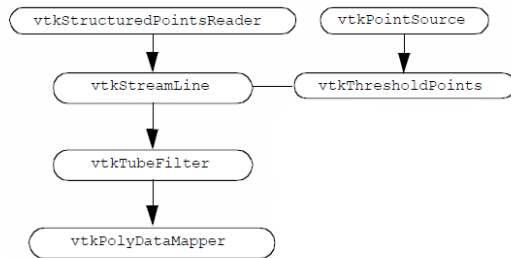 vtkStructuredPointsReader
vtkPointSource
vtkStreamLine
vtkThresholdPoints
vtkTubeFilter
vtkPolyDataMapper